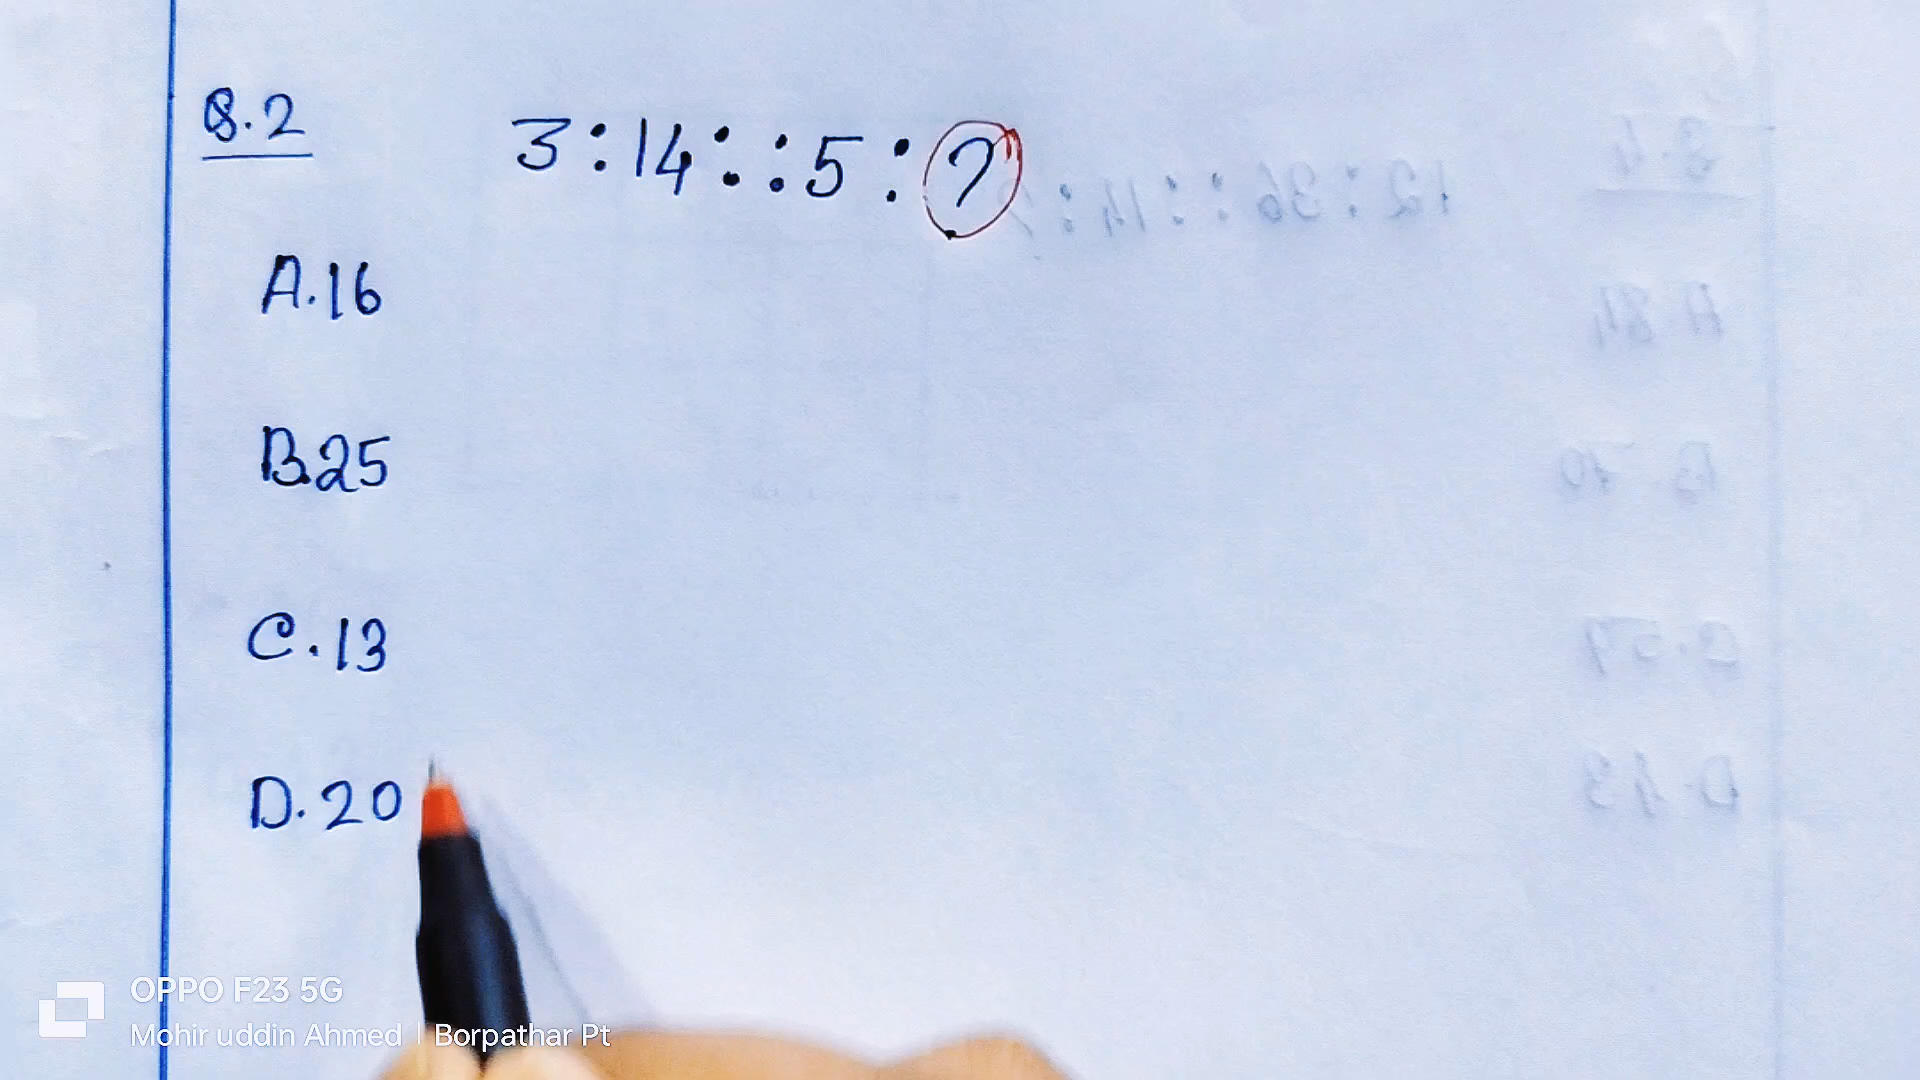 Q.2
3:14::5:?
A.16
B.25
C.13
D.20
OPPO F23 5G
Mohir uddin Ahmed | Borpathar Pt